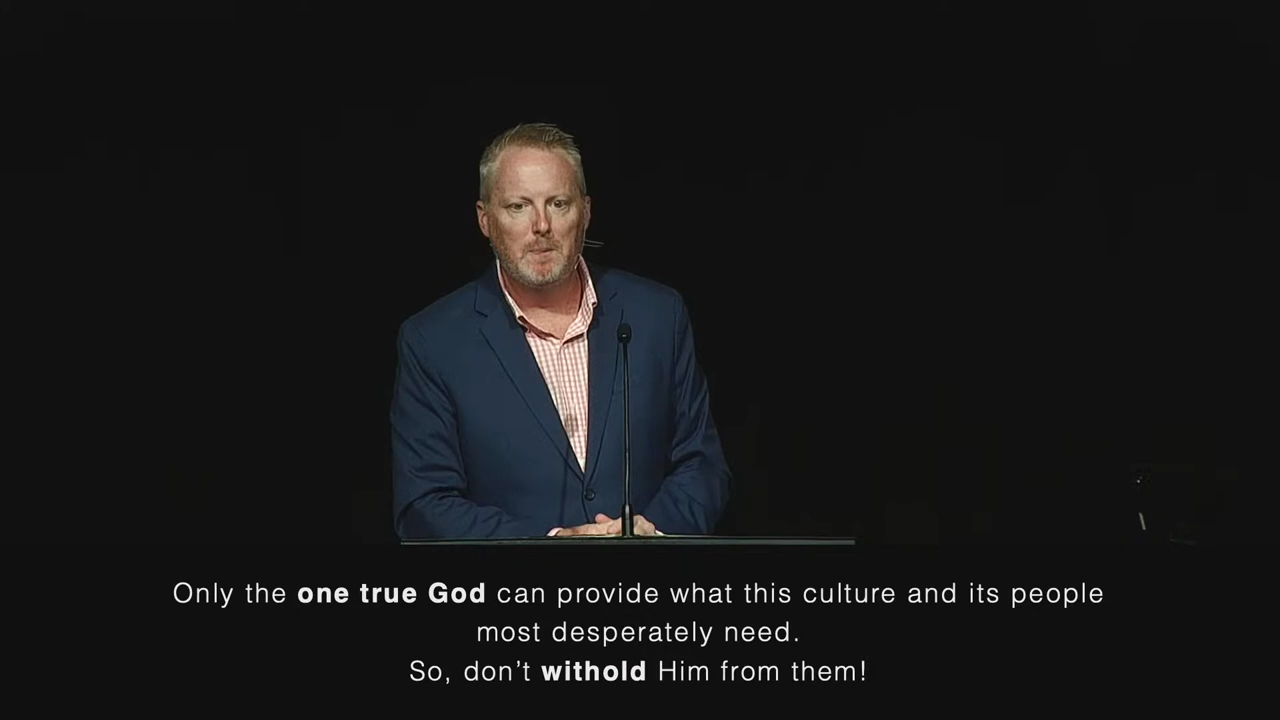 Only the one true God can provide what this culture and its people
most desperately need.
So, don’t withold Him from them!